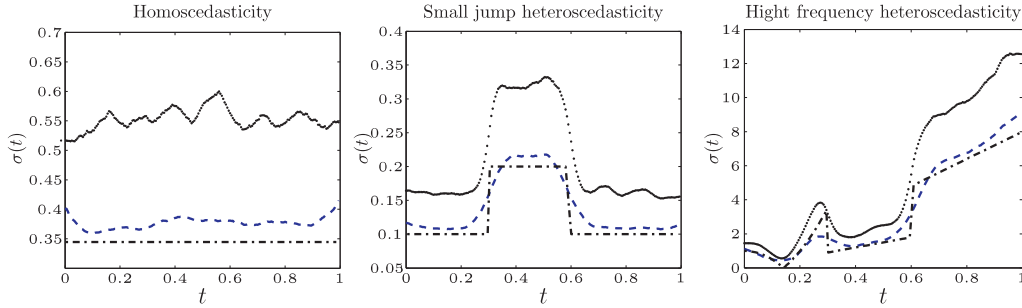 Homoscedasticity
0.7
0.65
0.6
0.55
0.5
0.45
0.4
0.35
σ(t)
0 0.2 0.4 0.6 0.8 1
t
Small jump heteroscedasticity
0.4
0.35
0.3
0.25
0.2
0.15
0.1
0.05
σ(t)
0 0.2 0.4 0.6 0.8 1
t
Hight frequency heteroscedasticity
14
12
10
8
6
4
2
0
σ(t)
0 0.2 0.4 0.6 0.8 1
t